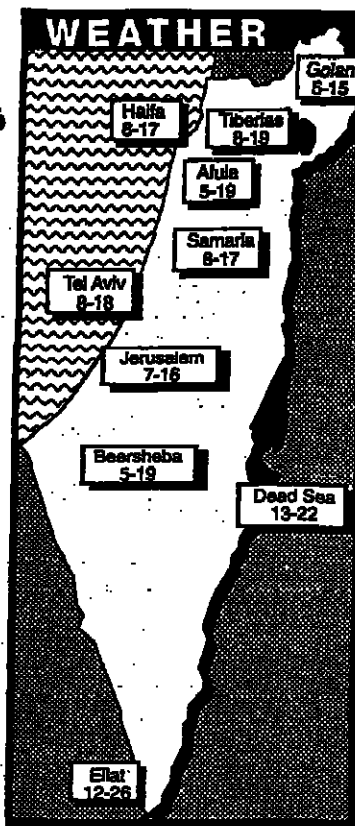 WEATHER
Golan
6-15
Haifa
8-17
Tiberias
8-19
Afula
5-19
Samaria
6-17
Tel Aviv
8-18
Jerusalem
7-16
Beersheba
5-19
Dead Sea
13-22
Eilat
12-26